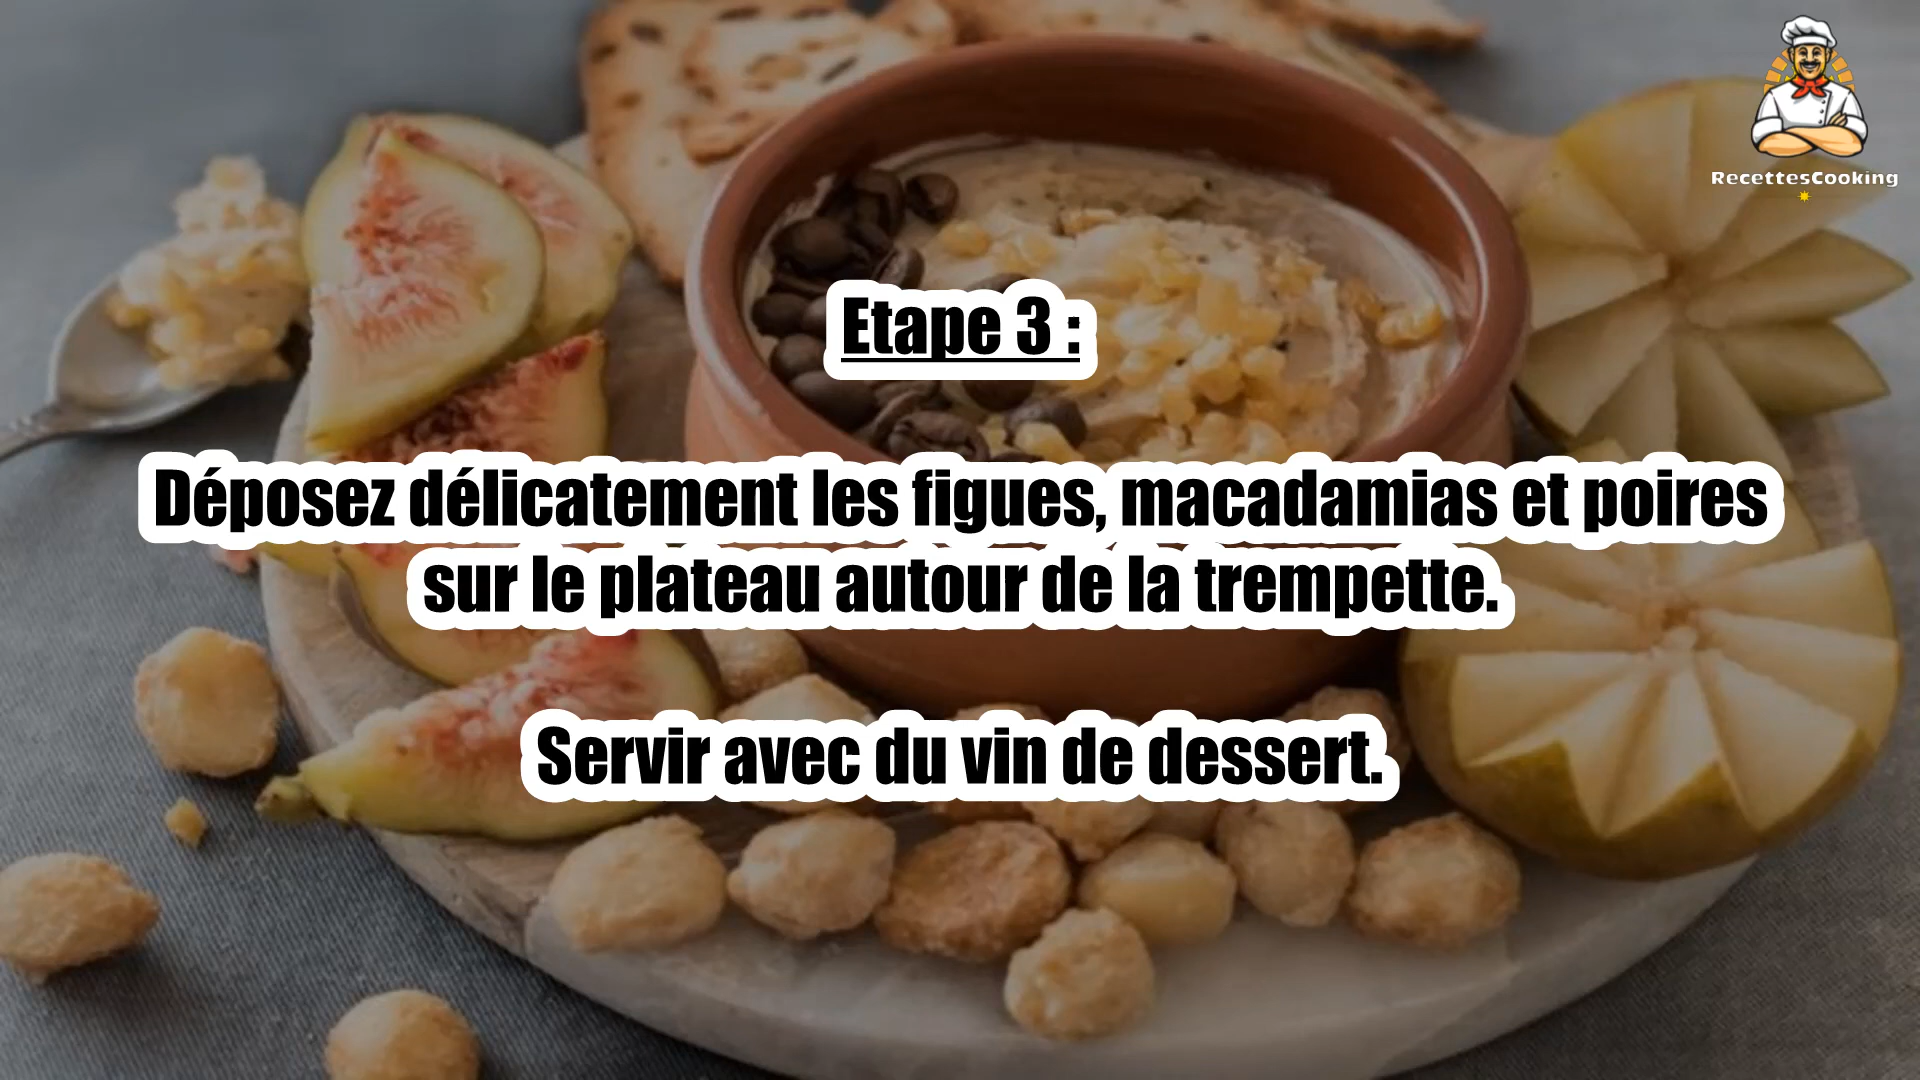 RecettesCooking
Etape 3 :
Déposez délicatement les figues, macadamias et poires
sur le plateau autour de la trempette.
Servir avec du vin de dessert.